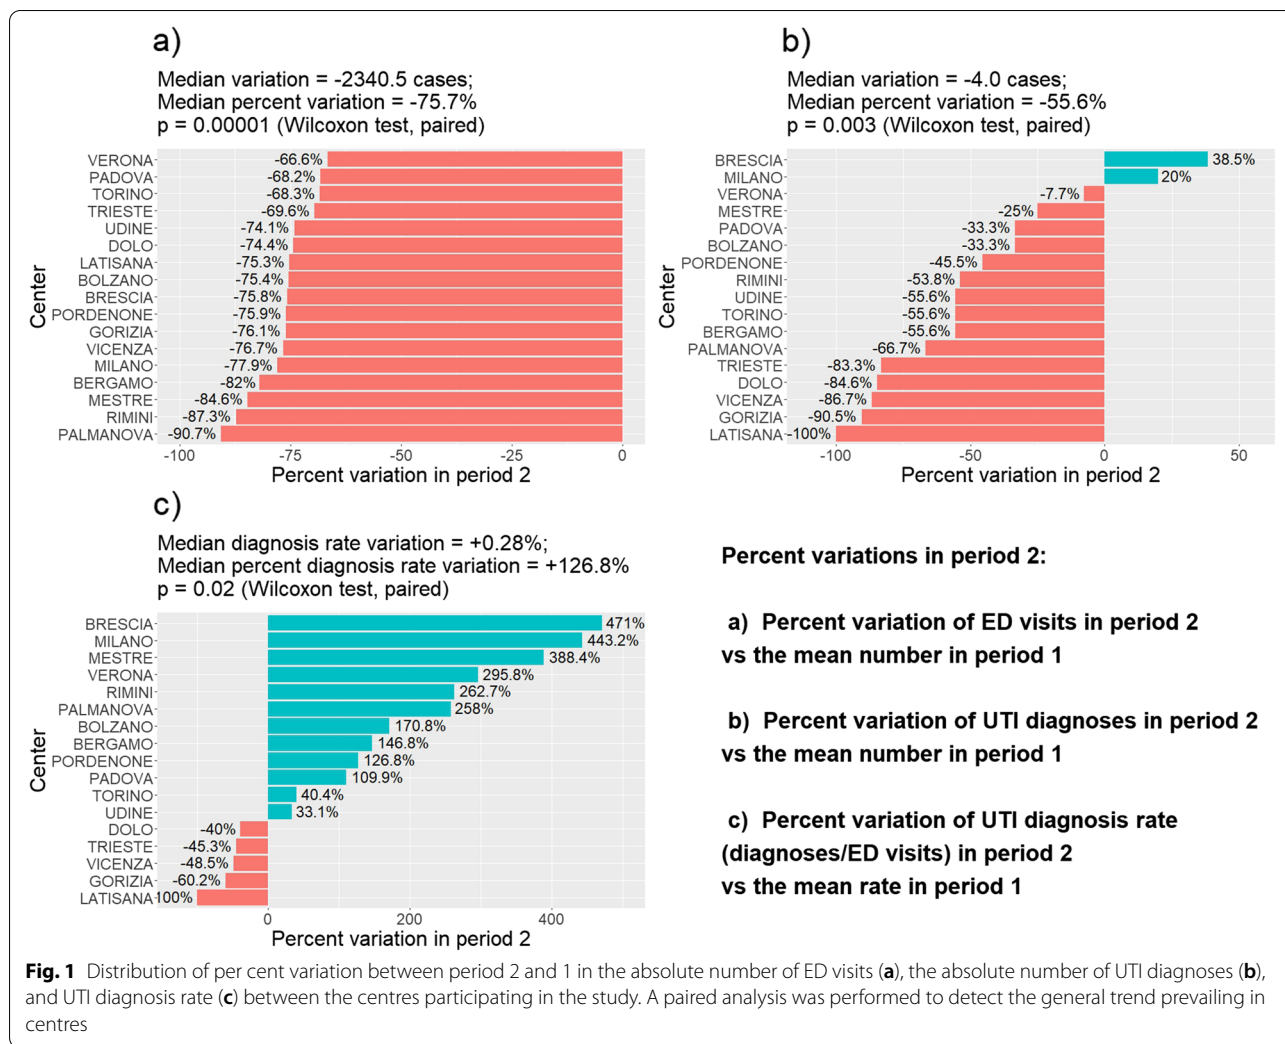 a)
Median variation = -2340.5 cases;
Median percent variation = -75.7%
p = 0.00001 (Wilcoxon test, paired)
Center
VERONA -66.6%
PADOVA -68.2%
TORINO -68.3%
TRIESTE -69.6%
UDINE -74.1%
DOLO -74.4%
LATISANA -75.3%
BOLZANO -75.4%
BRESCIA -75.8%
PORDENONE -75.9%
GORIZIA -76.1%
VICENZA -76.7%
MILANO -77.9%
BERGAMO -82%
MESTRE -84.6%
RIMINI -87.3%
PALMANOVA -90.7%
-100 -75 -50 -25 0
Percent variation in period 2
b)
Median variation = -4.0 cases;
Median percent variation = -55.6%
p = 0.003 (Wilcoxon test, paired)
Center
BRESCIA 38.5%
MILANO 20%
VERONA -7.7%
MESTRE -25%
PADOVA -33.3%
BOLZANO -33.3%
PORDENONE -45.5%
RIMINI -53.8%
UDINE -55.6%
TORINO -55.6%
BERGAMO -55.6%
PALMANOVA -66.7%
TRIESTE -83.3%
DOLO -84.6%
VICENZA -86.7%
GORIZIA -90.5%
LATISANA -100%
-100 -50 0 50
Percent variation in period 2
c)
Median diagnosis rate variation = +0.28%;
Median percent diagnosis rate variation = +126.8%
p = 0.02 (Wilcoxon test, paired)
Center
BRESCIA 471%
MILANO 443.2%
MESTRE 388.4%
VERONA 295.8%
RIMINI 262.7%
PALMANOVA 258%
BOLZANO 170.8%
BERGAMO 146.8%
PORDENONE 126.8%
PADOVA 109.9%
TORINO 40.4%
UDINE 33.1%
DOLO -40%
TRIESTE -45.3%
VICENZA -48.5%
GORIZIA -60.2%
LATISANA 100%
0 200 400
Percent variation in period 2
Percent variations in period 2:
a) Percent variation of ED visits in period 2
vs the mean number in period 1
b) Percent variation of UTI diagnoses in period 2
vs the mean number in period 1
c) Percent variation of UTI diagnosis rate
(diagnoses/ED visits) in period 2
vs the mean rate in period 1
Fig. 1 Distribution of per cent variation between period 2 and 1 in the absolute number of ED visits (a), the absolute number of UTI diagnoses (b),
and UTI diagnosis rate (c) between the centres participating in the study. A paired analysis was performed to detect the general trend prevailing in
centres